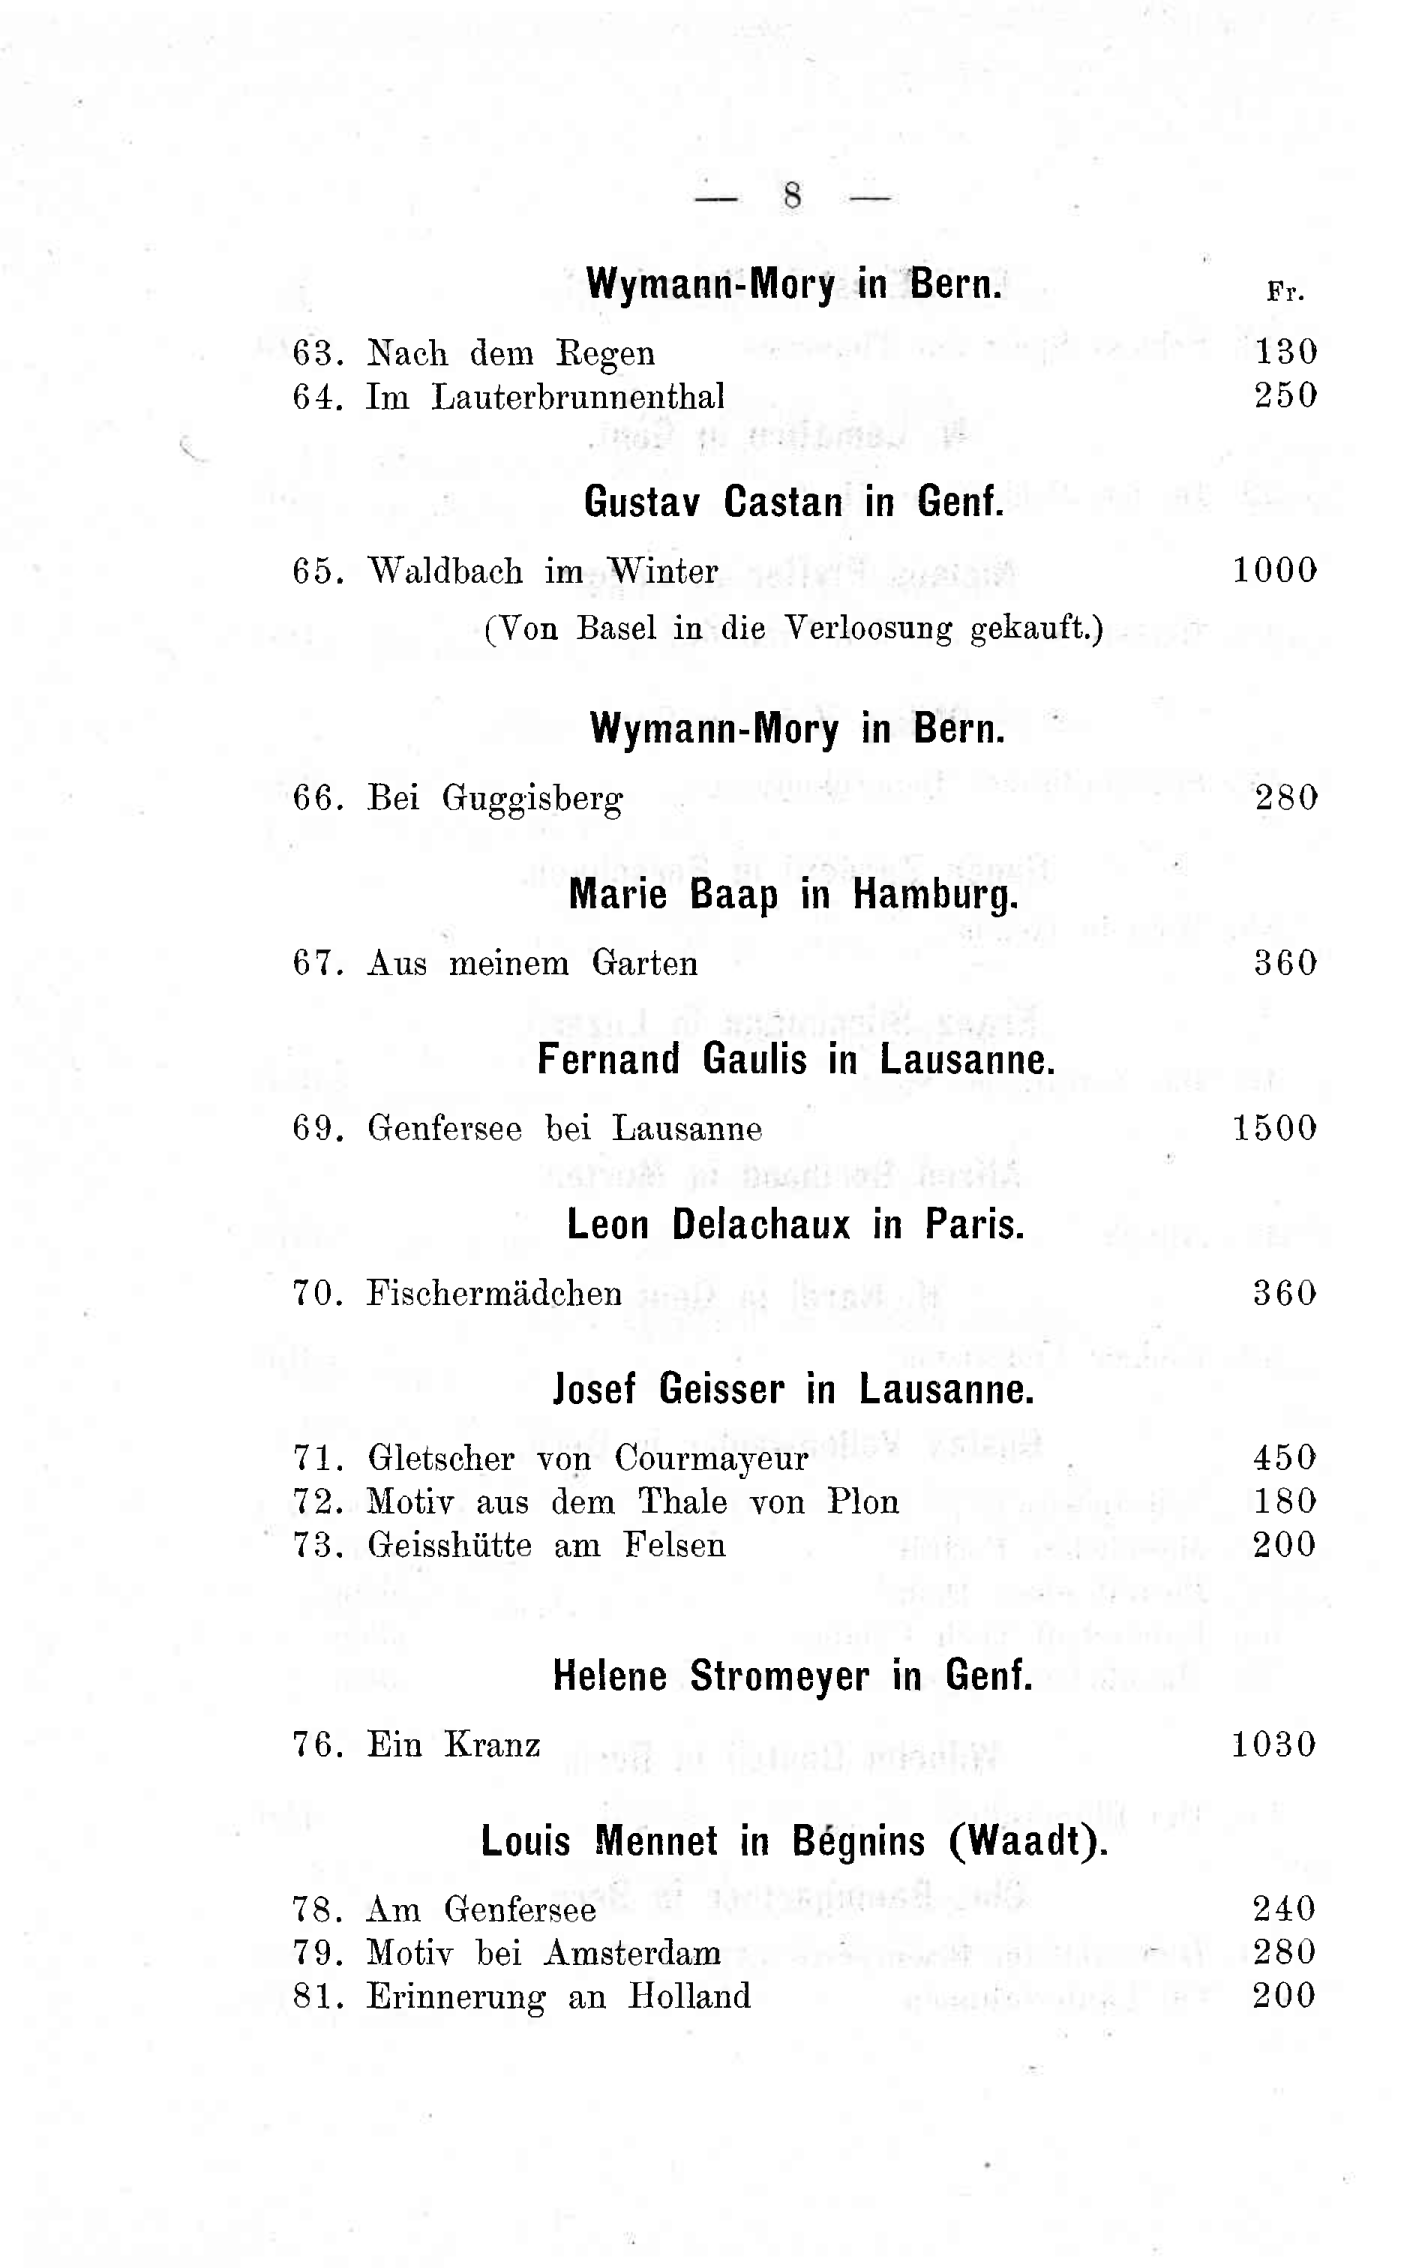 — 8 —
Wymann-Mory in Bern. Fr.
63. Nach dem Regen 130
64. Im Lauterbrunnenthal 250
Gustav Castan in Genf.
65. Waldbach im Winter 1000
(Von Basel in die Verloosung gekauft.)
Wymann-Mory in Bern.
66. Bei Guggisberg 280
Marie Baap in Hamburg.
67. Aus meinem Garten 360
Fernand Gaulis in Lausanne.
69. Genfersee bei Lausanne 1500
Leon Delachaux in Paris.
70. Fischermädchen 360
Josef Geisser in Lausanne.
71. Gletscher von Courmayeur 450
72. Motiv aus dem Thale von Plon 180
73. Geisshütte am Felsen 200
Helene Stromeyer in Genf.
76. Ein Kranz 1030
Louis Mennet in Bégnins (Waadt).
78. Am Genfersee 240
79. Motiv bei Amsterdam 280
81. Erinnerung an Holland 200